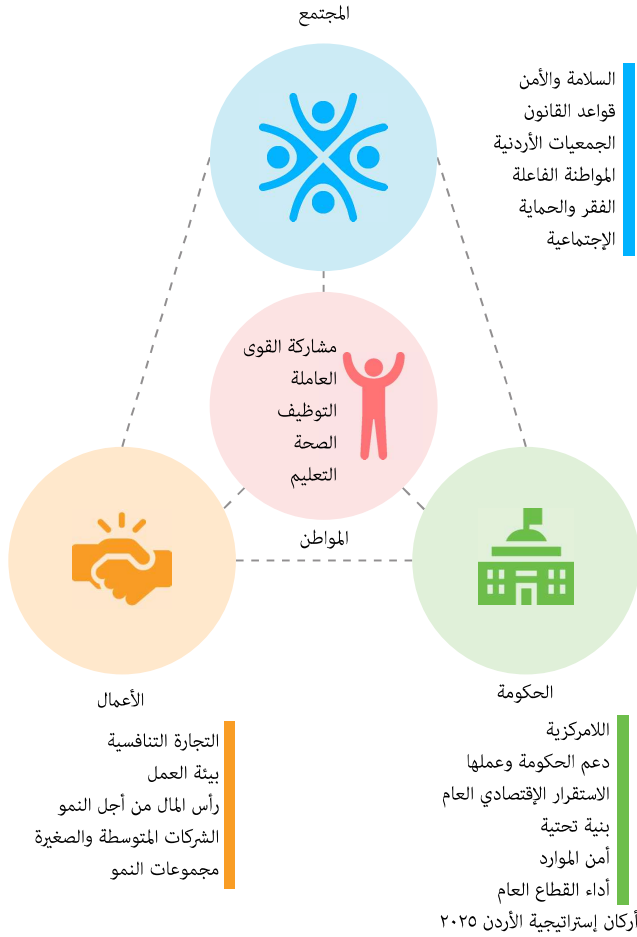 المجتمع
السلامة والأمن
قواعد القانون
الجمعيات الأردنية
المواطنة الفاعلة
الفقر والحماية
الإجتماعية
مشاركة القوى
العاملة
التوظيف
الصحة
التعليم
المواطن
الحكومة
اللامركزية
دعم الحكومة وعملها
الاستقرار الإقتصادي العام
بنية تحتية
أمن الموارد
أداء القطاع العام
الأعمال
التجارة التنافسية
بيئة العمل
رأس المال من أجل النمو
الشركات المتوسطة والصغيرة
مجموعات النمو
أركان إستراتيجية الأردن ٢٠٢٥